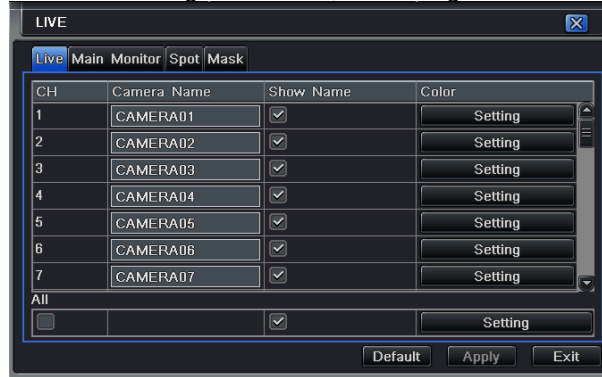 LIVE
Live Main Monitor Spot Mask
CH Camera Name Show Name Color
1 CAMERA01 Setting
2 CAMERA02 Setting
3 CAMERA03 Setting
4 CAMERA04 Setting
5 CAMERA05 Setting
6 CAMERA06 Setting
7 CAMERA07 Setting
All
Setting
Default Apply Exit